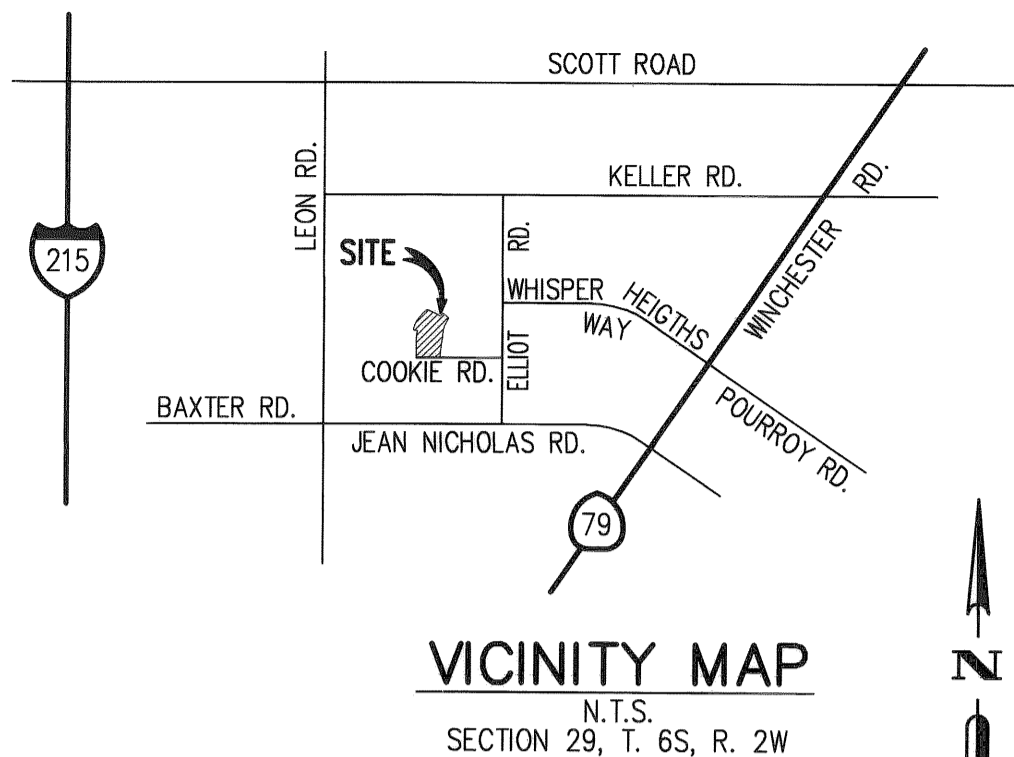 SCOTT ROAD
LEON RD.
KELLER RD.
RD.
215
SITE
RD.
WINCHESTER
WHISPER
HEIGTHS
WAY
ELLIOT
COOKIE RD.
BAXTER RD.
JEAN NICHOLAS RD.
POURROY RD.
79
VICINITY MAP
N
N.T.S.
SECTION 29, T. 6S, R. 2W